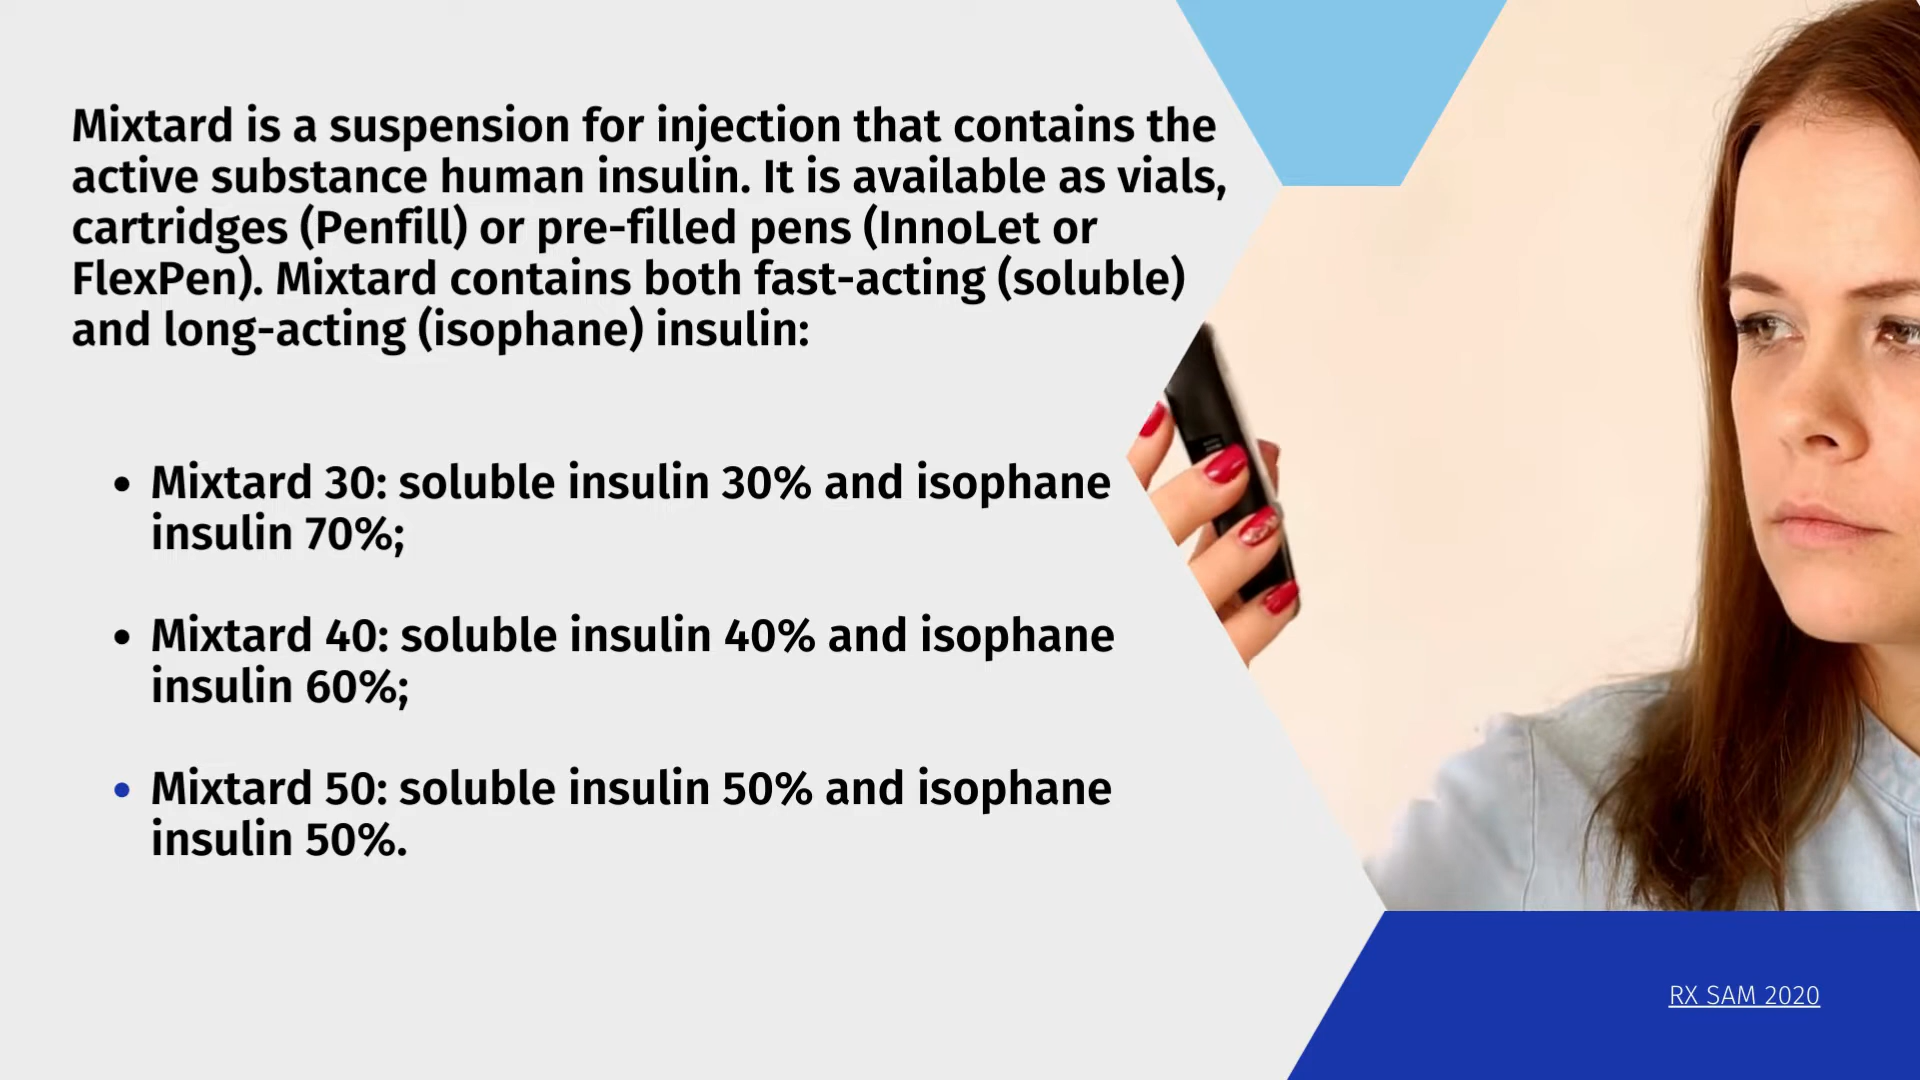 Mixtard is a suspension for injection that contains the
active substance human insulin. It is available as vials,
cartridges (Penfill) or pre-filled pens (InnoLet or
FlexPen). Mixtard contains both fast-acting (soluble)
and long-acting (isophane) insulin:
• Mixtard 30: soluble insulin 30% and isophane
insulin 70%;
• Mixtard 40: soluble insulin 40% and isophane
insulin 60%;
• Mixtard 50: soluble insulin 50% and isophane
insulin 50%.
RX SAM 2020